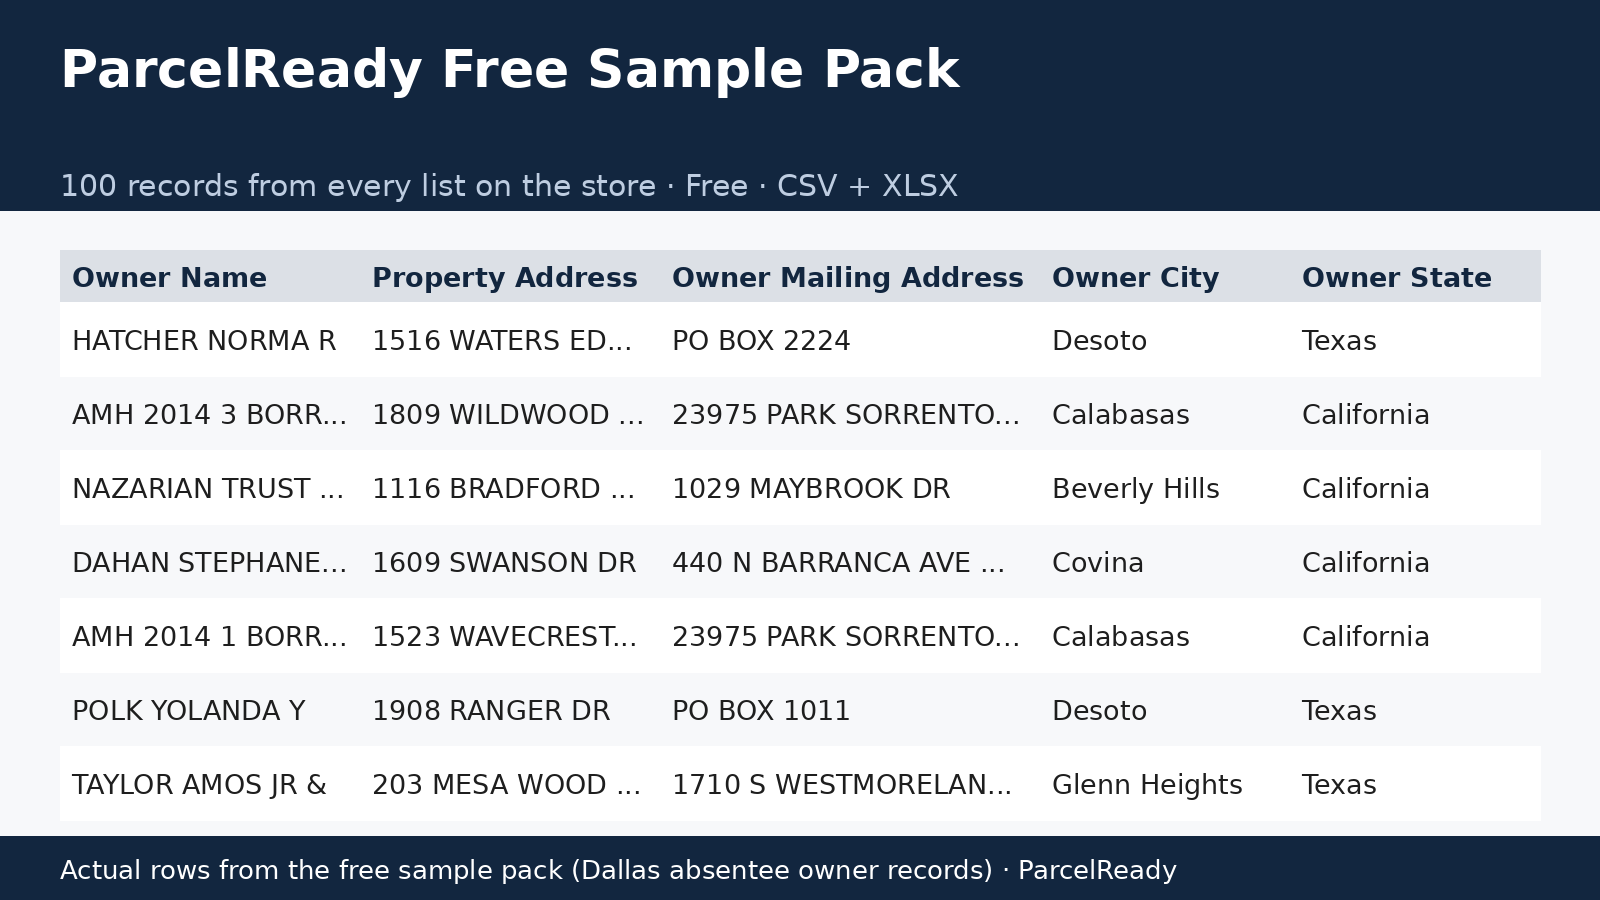 ParcelReady Free Sample Pack
100 records from every list on the store · Free · CSV + XLSX
Owner Name Property Address Owner Mailing Address Owner City Owner State
HATCHER NORMA R 1516 WATERS ED... PO BOX 2224 Desoto Texas
AMH 2014 3 BORR... 1809 WILDWOOD ... 23975 PARK SORRENTO... Calabasas California
NAZARIAN TRUST ... 1116 BRADFORD ... 1029 MAYBROOK DR Beverly Hills California
DAHAN STEPHANE... 1609 SWANSON DR 440 N BARRANCA AVE ... Covina California
AMH 2014 1 BORR... 1523 WAVECREST... 23975 PARK SORRENTO... Calabasas California
POLK YOLANDA Y 1908 RANGER DR PO BOX 1011 Desoto Texas
TAYLOR AMOS JR & 203 MESA WOOD ... 1710 S WESTMORELAN... Glenn Heights Texas
Actual rows from the free sample pack (Dallas absentee owner records) · ParcelReady